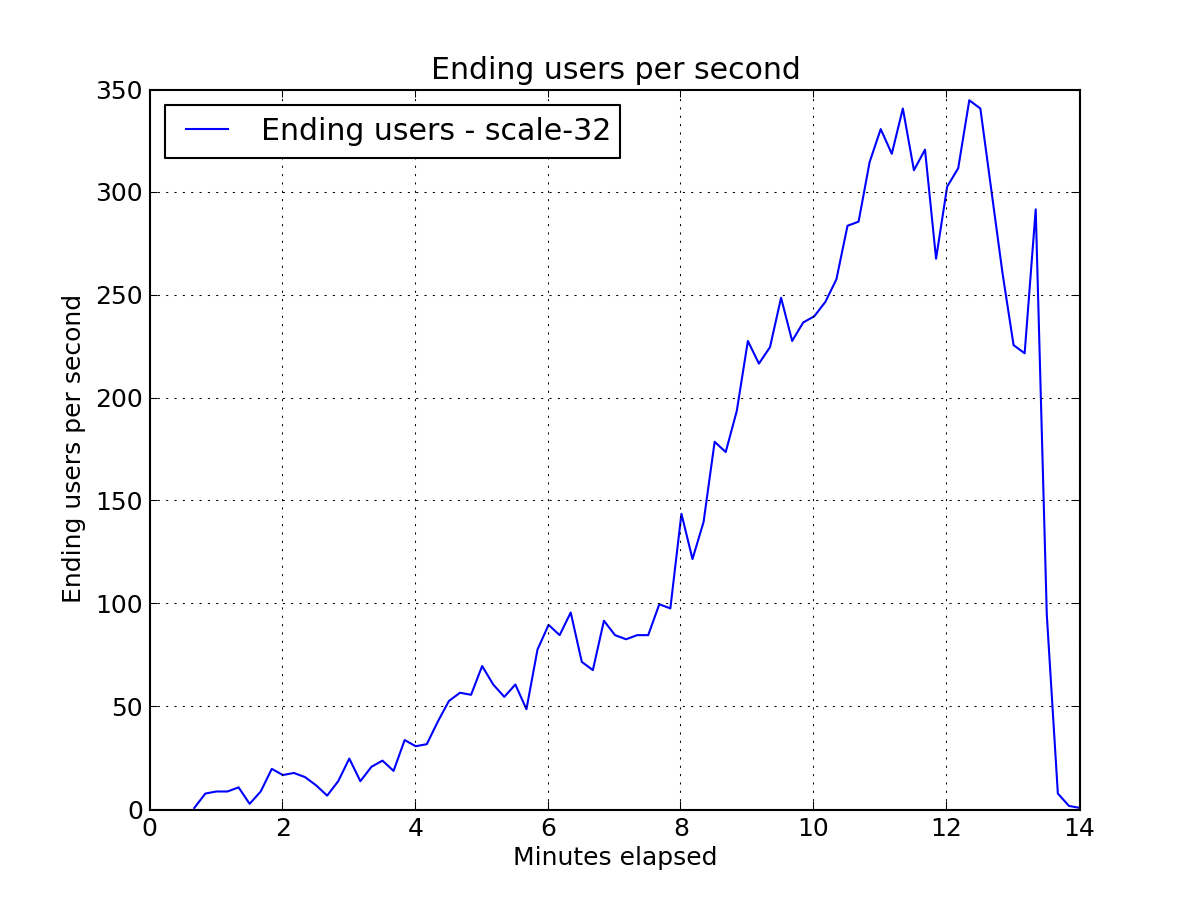 Ending users per second
Ending users - scale-32
350
300
250
200
150
100
50
0
Ending users per second
0 2 4 6 8 10 12 14
Minutes elapsed